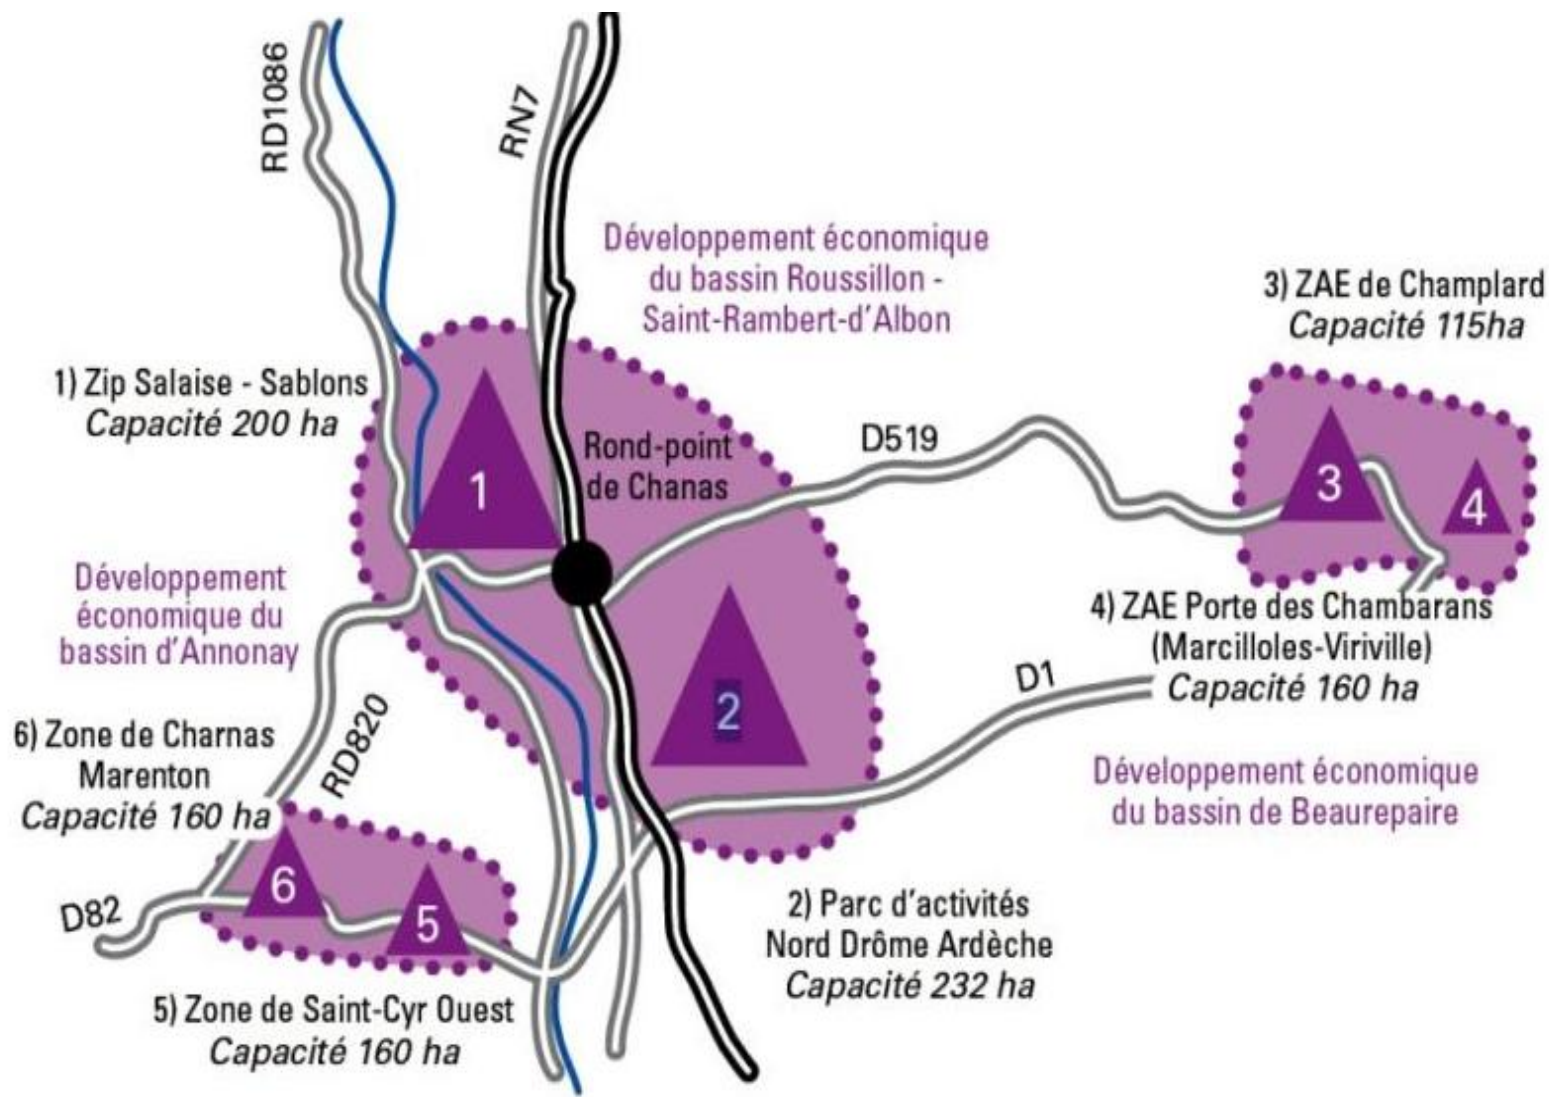 RD1086
RN7
Développement économique
du bassin Roussillon -
Saint-Rambert-d'Albon
3) ZAE de Champlard
Capacité 115ha
1) Zip Salaise - Sablons
Capacité 200 ha
Rond-point
de Chanas
D519
1
3
4
Développement
économique du
bassin d'Annonay
4) ZAE Porte des Chambarans
(Marcilloles-Viriville)
Capacité 160 ha
D1
2
6) Zone de Charnas
Marenton
Capacité 160 ha
RD820
Développement économique
du bassin de Beaurepaire
6
5
D82
2) Parc d'activités
Nord Drôme Ardèche
Capacité 232 ha
5) Zone de Saint-Cyr Ouest
Capacité 160 ha